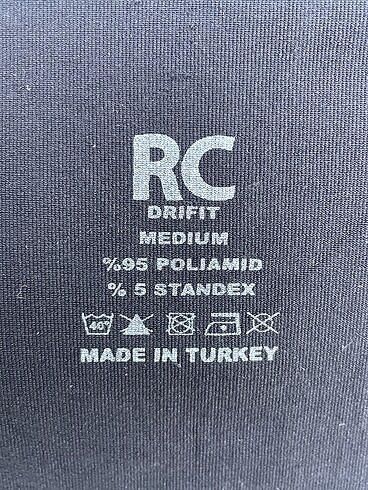 RC
DRIFIT
MEDIUM
%95 POLIAMID
% 5 STANDEX
40°
MADE IN TURKEY